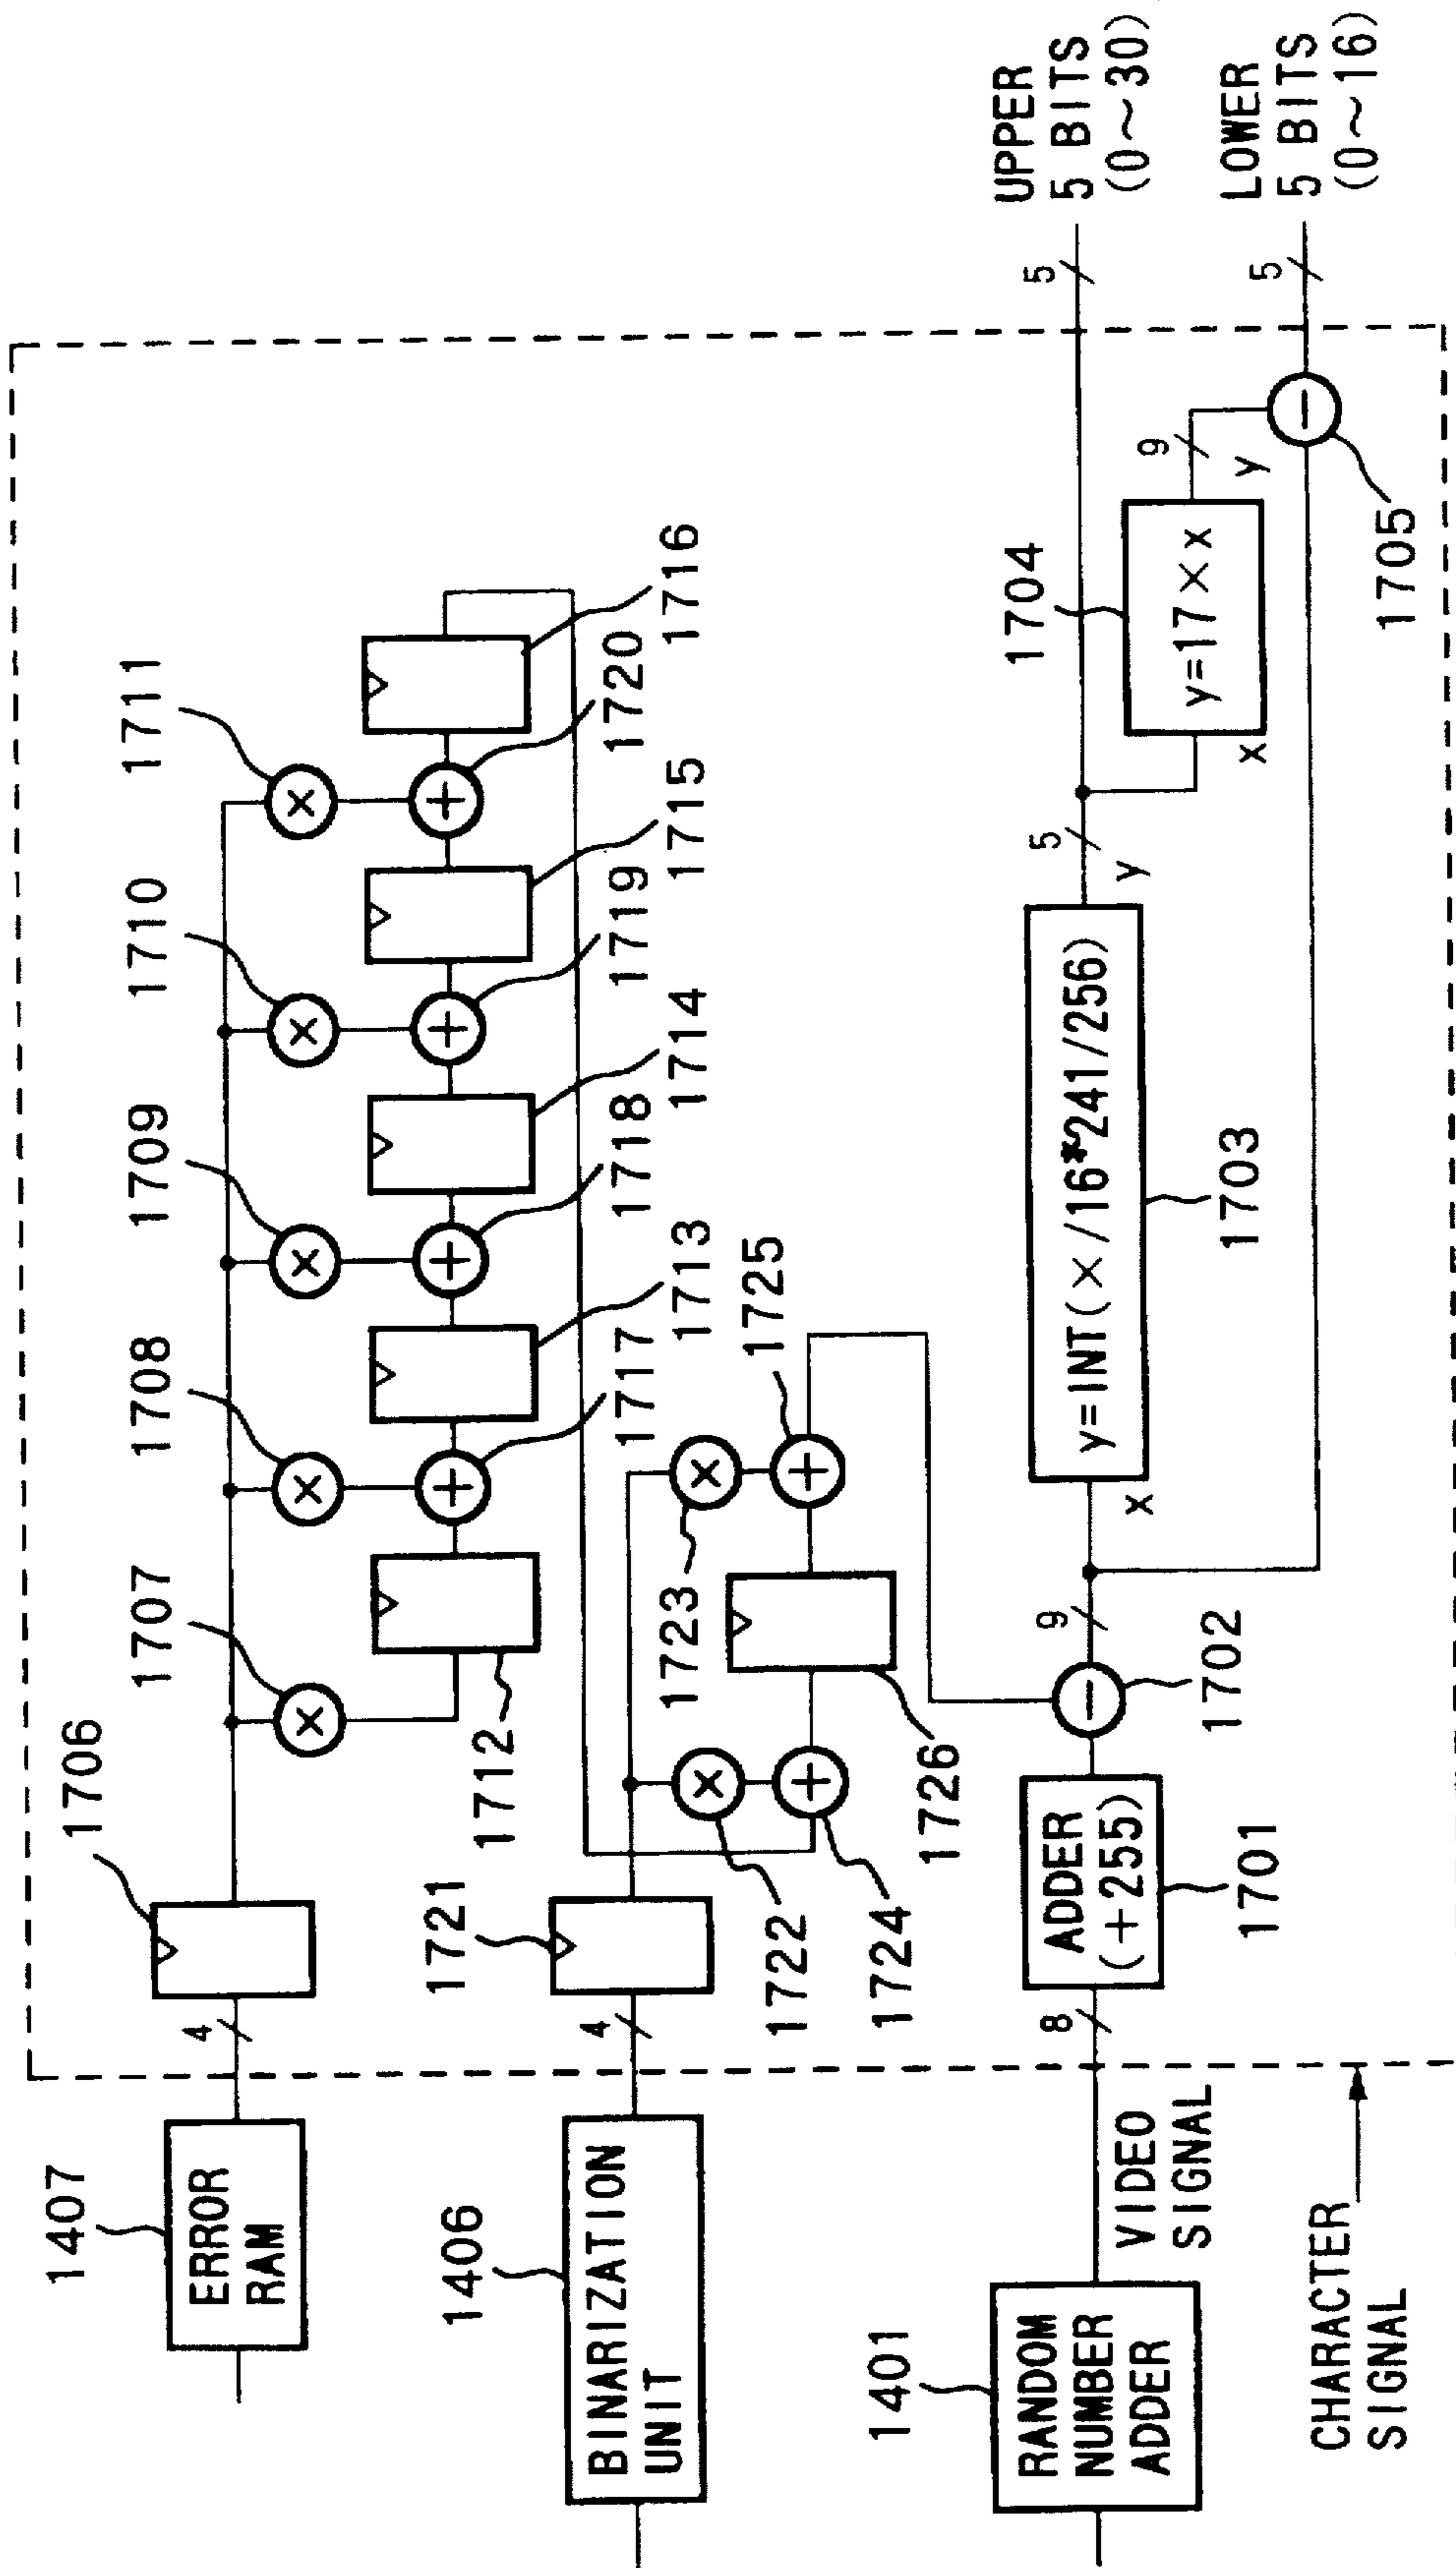 1407
ERROR
RAM
4
1706
1707
1708
1709
1710
1711
1712
1717
1713
1718
1714
1719
1715
1720
1716
1406
BINARIZATION
UNIT
4
1721
1722
1724
1726
1723
1725
1401
RANDOM
NUMBER
ADDER
VIDEO
SIGNAL
8
ADDER
(+255)
1701
1702
9
x
y=INT(×/16*241/256)
1703
y
5
1704
x
y=17×x
y
9
1705
5
UPPER
5 BITS
(0~30)
5
LOWER
5 BITS
(0~16)
CHARACTER
SIGNAL